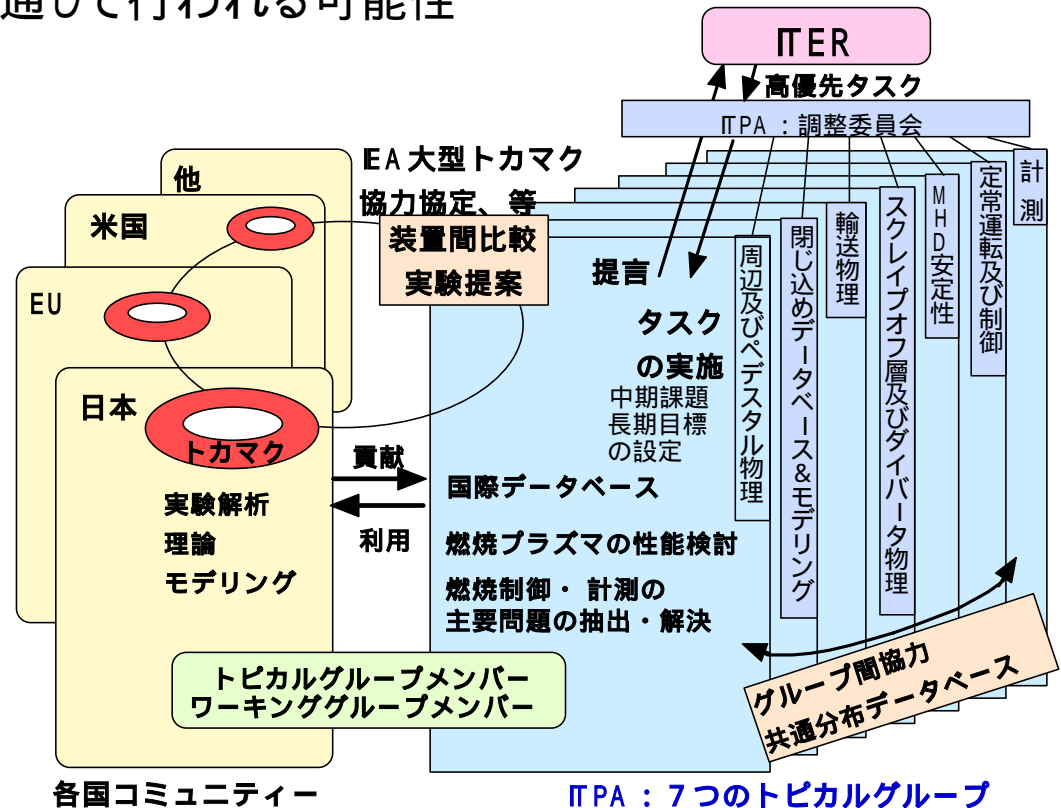 通じて行われる可能性
ITER
高優先タスク
ITPA ：調整委員会
IEA大型トカマク
協力協定、等
装置間比較
実験提案
他
米国
EU
日本
トカマク
実験解析
理論
モデリング
貢献
利用
提言
タスク
の実施
中期課題
長期目標
の設定
国際データベース
燃焼プラズマの性能検討
燃焼制御・ 計測の
主要問題の抽出・解決
周辺及びペデスタル物理
閉じ込めデータベース&モデリング
輸送物理
スクレイプオフ層及びダイバータ物理
MHD安定性
定常運転及び制御
計測
グループ間協力
共通分布データベース
トピカルグループメンバー
ワーキンググループメンバー
各国コミュニティー
ITPA ： 7つのトピカルグループ